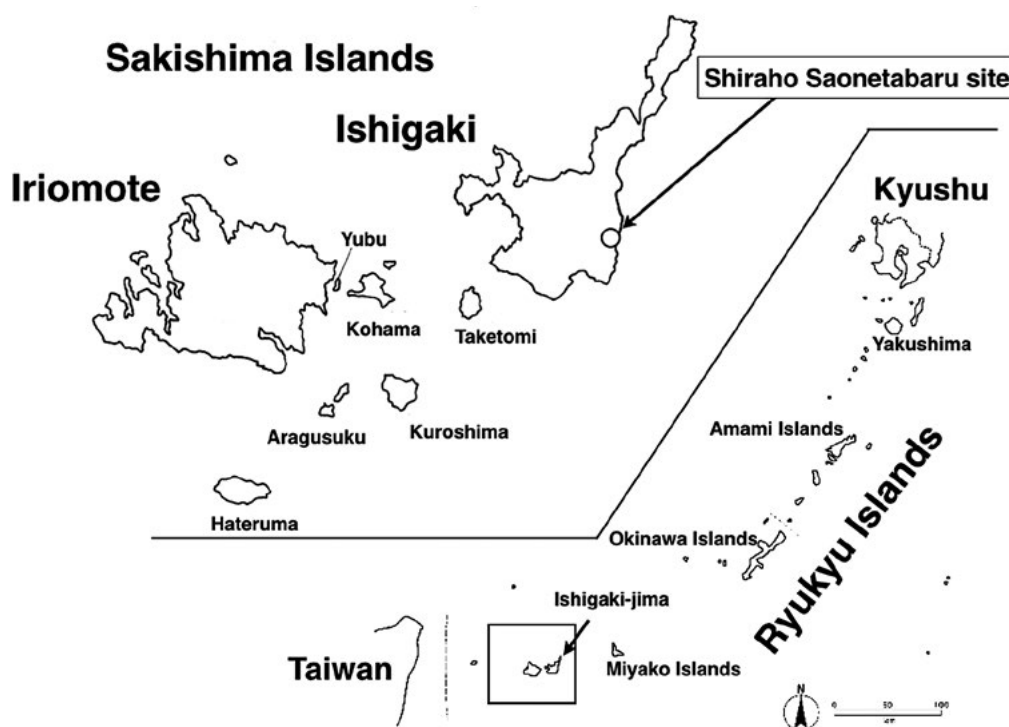 Sakishima Islands
Shiraho Saonetabaru site
Ishigaki
Iriomote
Kyushu
Yubu
Kohama
Taketomi
Yakushima
Aragusuku
Kuroshima
Amami Islands
Hateruma
Okinawa Islands
Ryukyu Islands
Ishigaki-jima
Taiwan
Miyako Islands
N
0 50 100